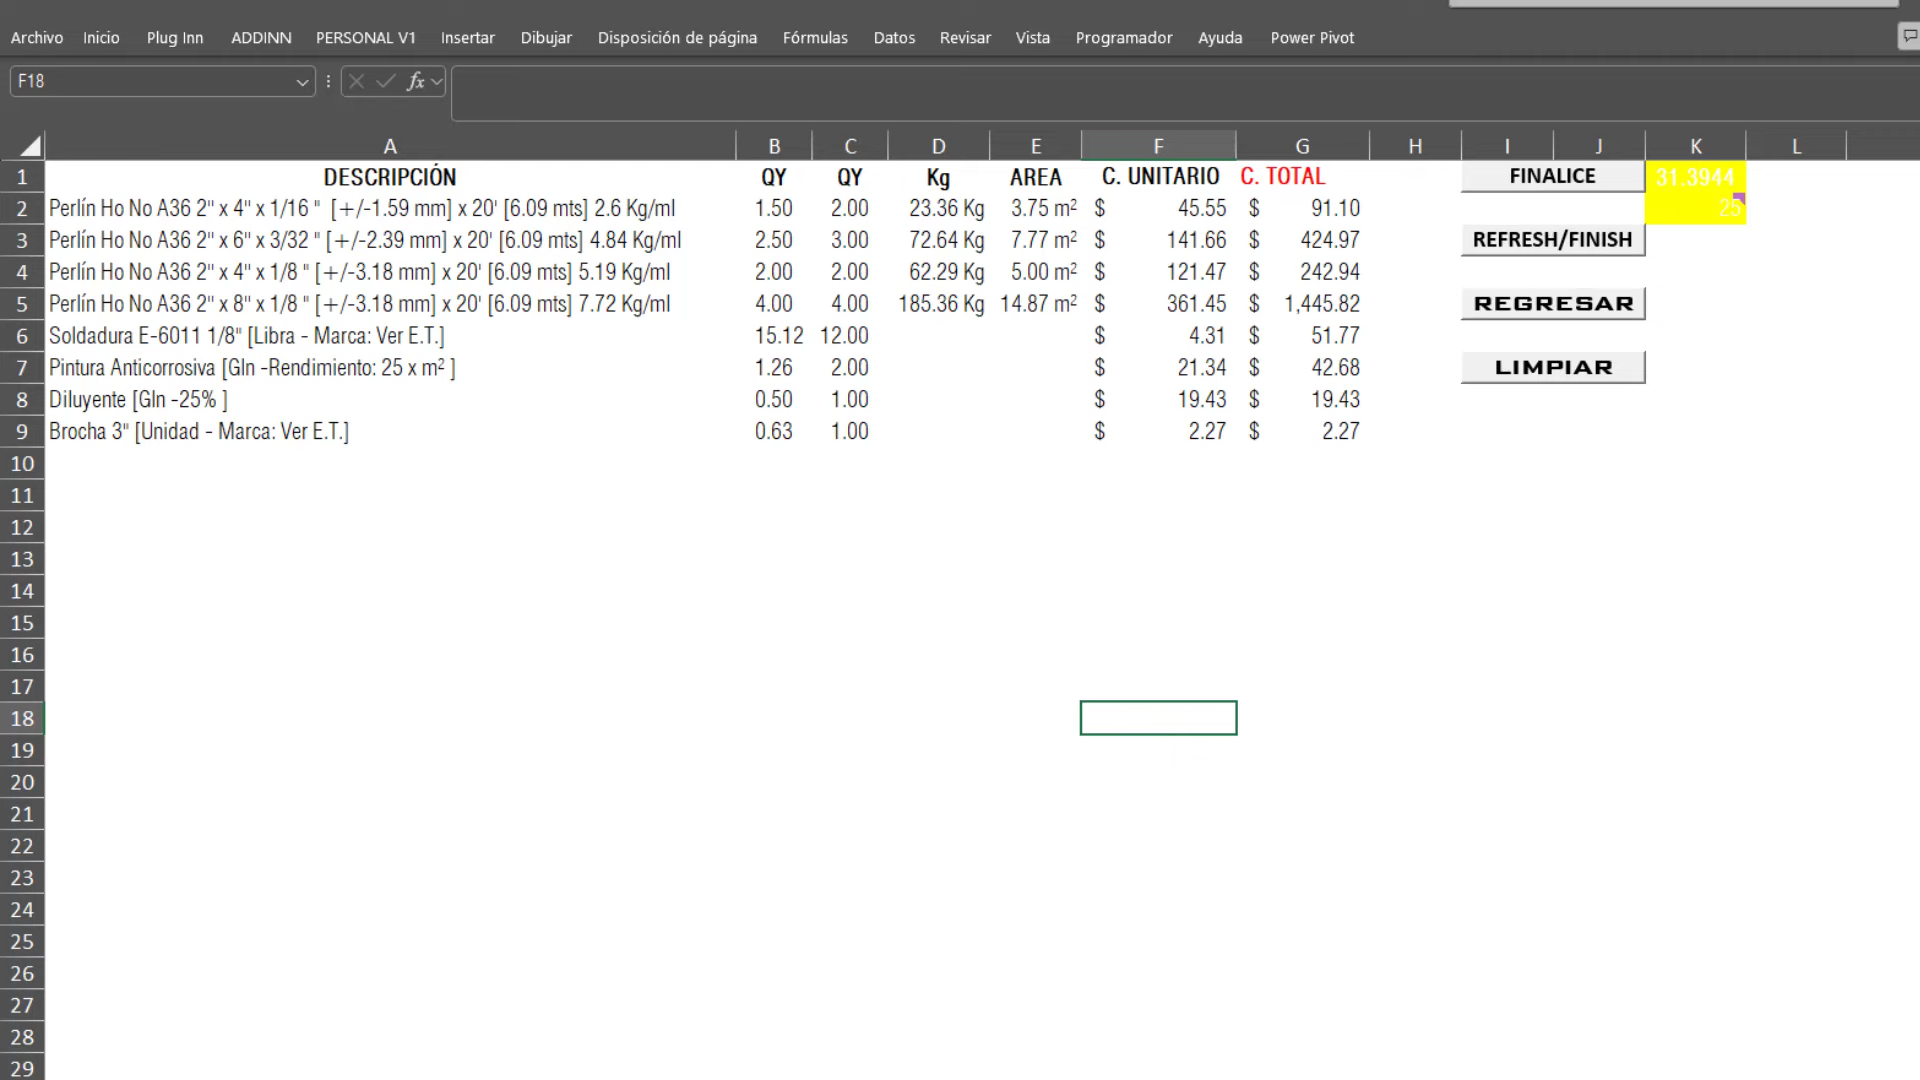 Archivo Inicio Plug Inn ADDINN PERSONAL V1 Insertar Dibujar Disposición de página Fórmulas Datos Revisar Vista Programador Ayuda Power Pivot
F18 fx
A B C D E F G H I J K L
1 DESCRIPCIÓN QY QY Kg AREA C. UNITARIO C. TOTAL FINALICE 31.3944
2 Perlín Ho No A36 2" x 4" x 1/16 " [+/-1.59 mm] x 20' [6.09 mts] 2.6 Kg/ml 1.50 2.00 23.36 Kg 3.75 m² $ 45.55 $ 91.10 25
3 Perlín Ho No A36 2" x 6" x 3/32 " [+/-2.39 mm] x 20' [6.09 mts] 4.84 Kg/ml 2.50 3.00 72.64 Kg 7.77 m² $ 141.66 $ 424.97 REFRESH/FINISH
4 Perlín Ho No A36 2" x 4" x 1/8 " [+/-3.18 mm] x 20' [6.09 mts] 5.19 Kg/ml 2.00 2.00 62.29 Kg 5.00 m² $ 121.47 $ 242.94
5 Perlín Ho No A36 2" x 8" x 1/8 " [+/-3.18 mm] x 20' [6.09 mts] 7.72 Kg/ml 4.00 4.00 185.36 Kg 14.87 m² $ 361.45 $ 1,445.82 REGRESAR
6 Soldadura E-6011 1/8" [Libra - Marca: Ver E.T.] 15.12 12.00 $ 4.31 $ 51.77
7 Pintura Anticorrosiva [Gln -Rendimiento: 25 x m² ] 1.26 2.00 $ 21.34 $ 42.68 LIMPIAR
8 Diluyente [Gln -25% ] 0.50 1.00 $ 19.43 $ 19.43
9 Brocha 3" [Unidad - Marca: Ver E.T.] 0.63 1.00 $ 2.27 $ 2.27
10
11
12
13
14
15
16
17
18
19
20
21
22
23
24
25
26
27
28
29